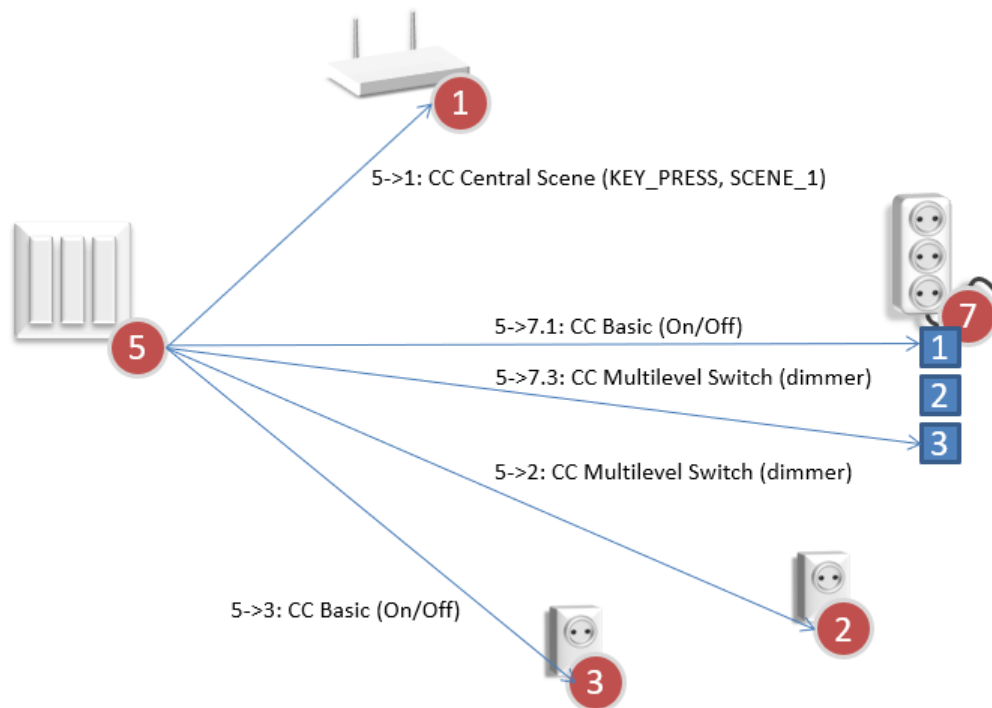 1
5->1: CC Central Scene (KEY_PRESS, SCENE_1)
5
7
5->7.1: CC Basic (On/Off)
1
5->7.3: CC Multilevel Switch (dimmer)
2
3
5->2: CC Multilevel Switch (dimmer)
5->3: CC Basic (On/Off)
2
3